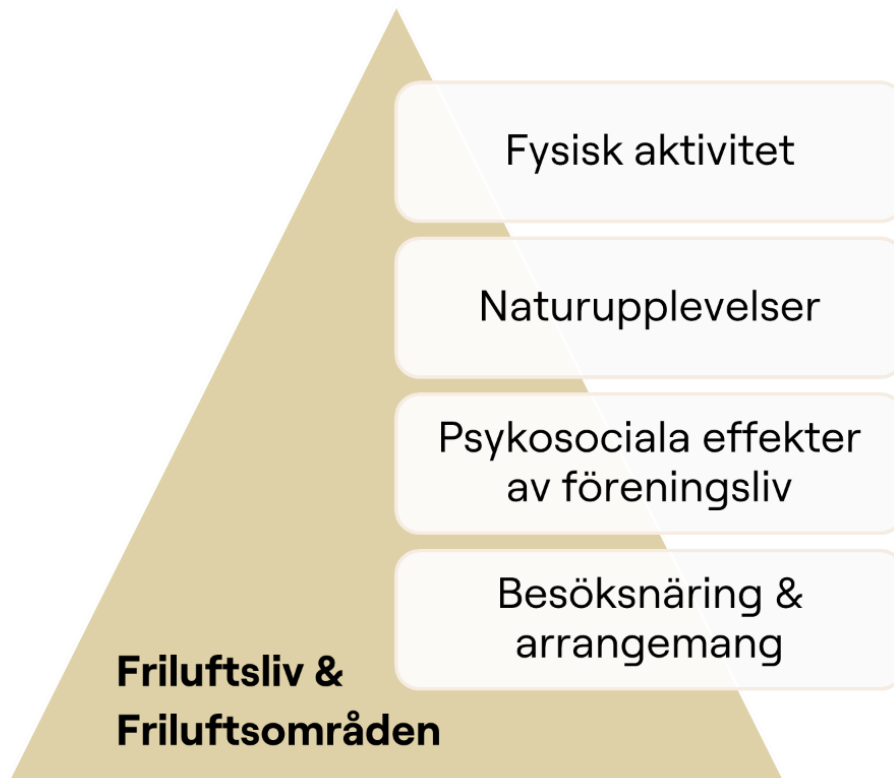 Fysisk aktivitet
Naturupplevelser
Psykosociala effekter
av föreningsliv
Besöksnäring &
arrangemang
Friluftsliv &
Friluftsområden